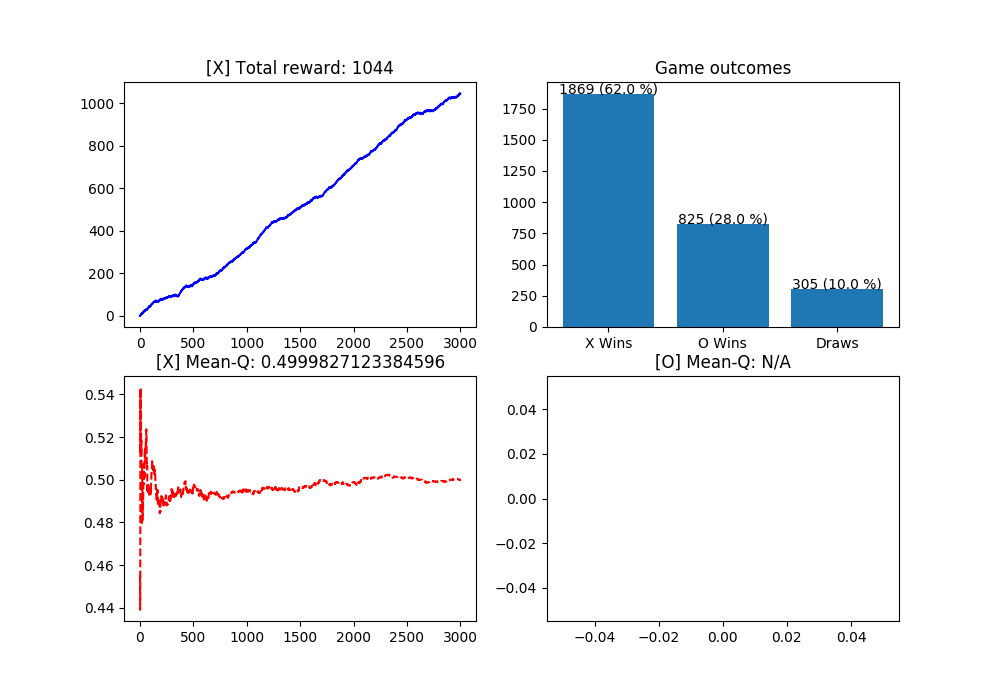 [X] Total reward: 1044
1000
800
600
400
200
0
0 500 1000 1500 2000 2500 3000
Game outcomes
1869 (62.0 %)
825 (28.0 %)
305 (10.0 %)
1750
1500
1250
1000
750
500
250
0
X Wins O Wins Draws
[X] Mean-Q: 0.4999827123384596
0.54
0.52
0.50
0.48
0.46
0.44
0 500 1000 1500 2000 2500 3000
[O] Mean-Q: N/A
0.04
0.02
0.00
−0.02
−0.04
−0.04 −0.02 0.00 0.02 0.04